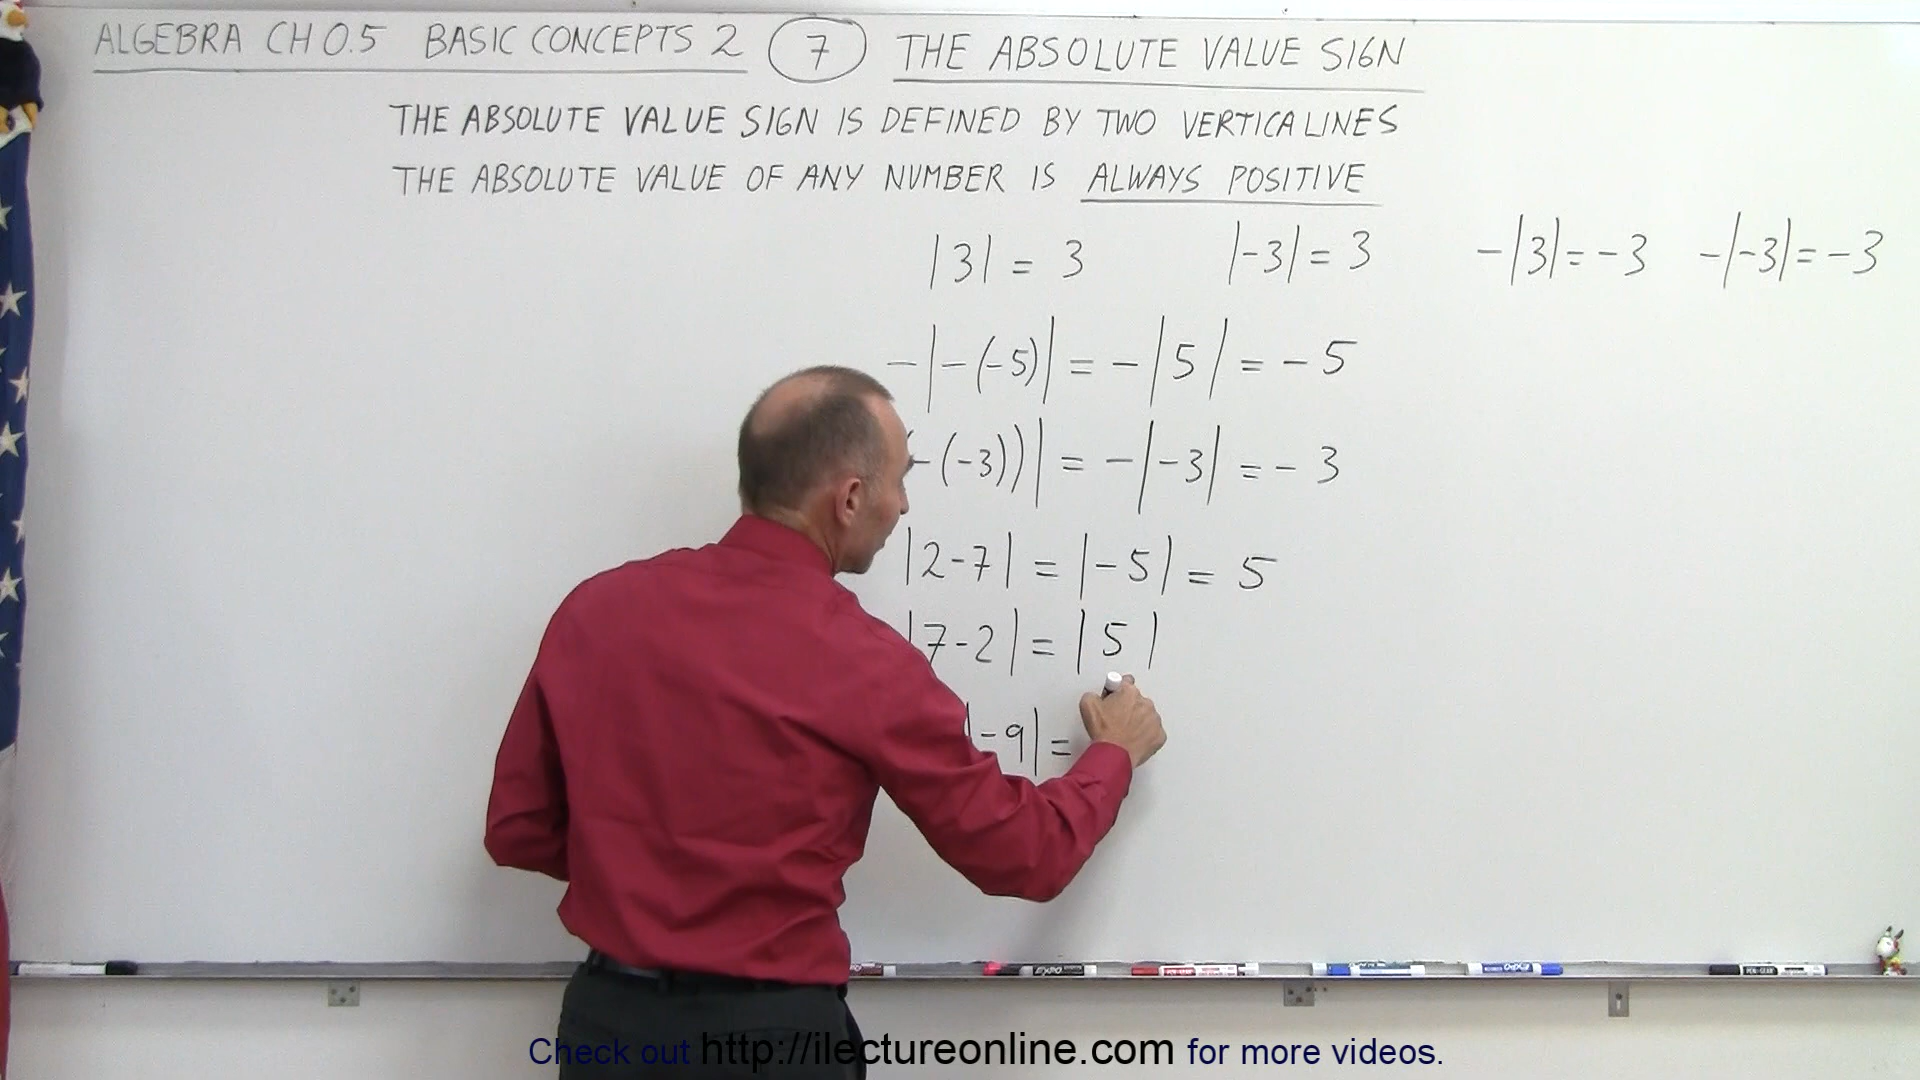 ALGEBRA CH 0.5 BASIC CONCEPTS 2 7 THE ABSOLUTE VALUE SIGN
THE ABSOLUTE VALUE SIGN IS DEFINED BY TWO VERTICALINES
THE ABSOLUTE VALUE OF ANY NUMBER IS ALWAYS POSITIVE
|3| = 3 |-3| = 3 -|3| = -3 -|-3| = -3
-|-(-5)| = -|5| = -5
(-(-3))| = -|-3| = -3
|2-7| = |-5| = 5
|7-2| = |5|
|-9| =
EXPO
Check out http://ilectureonline.com for more videos.